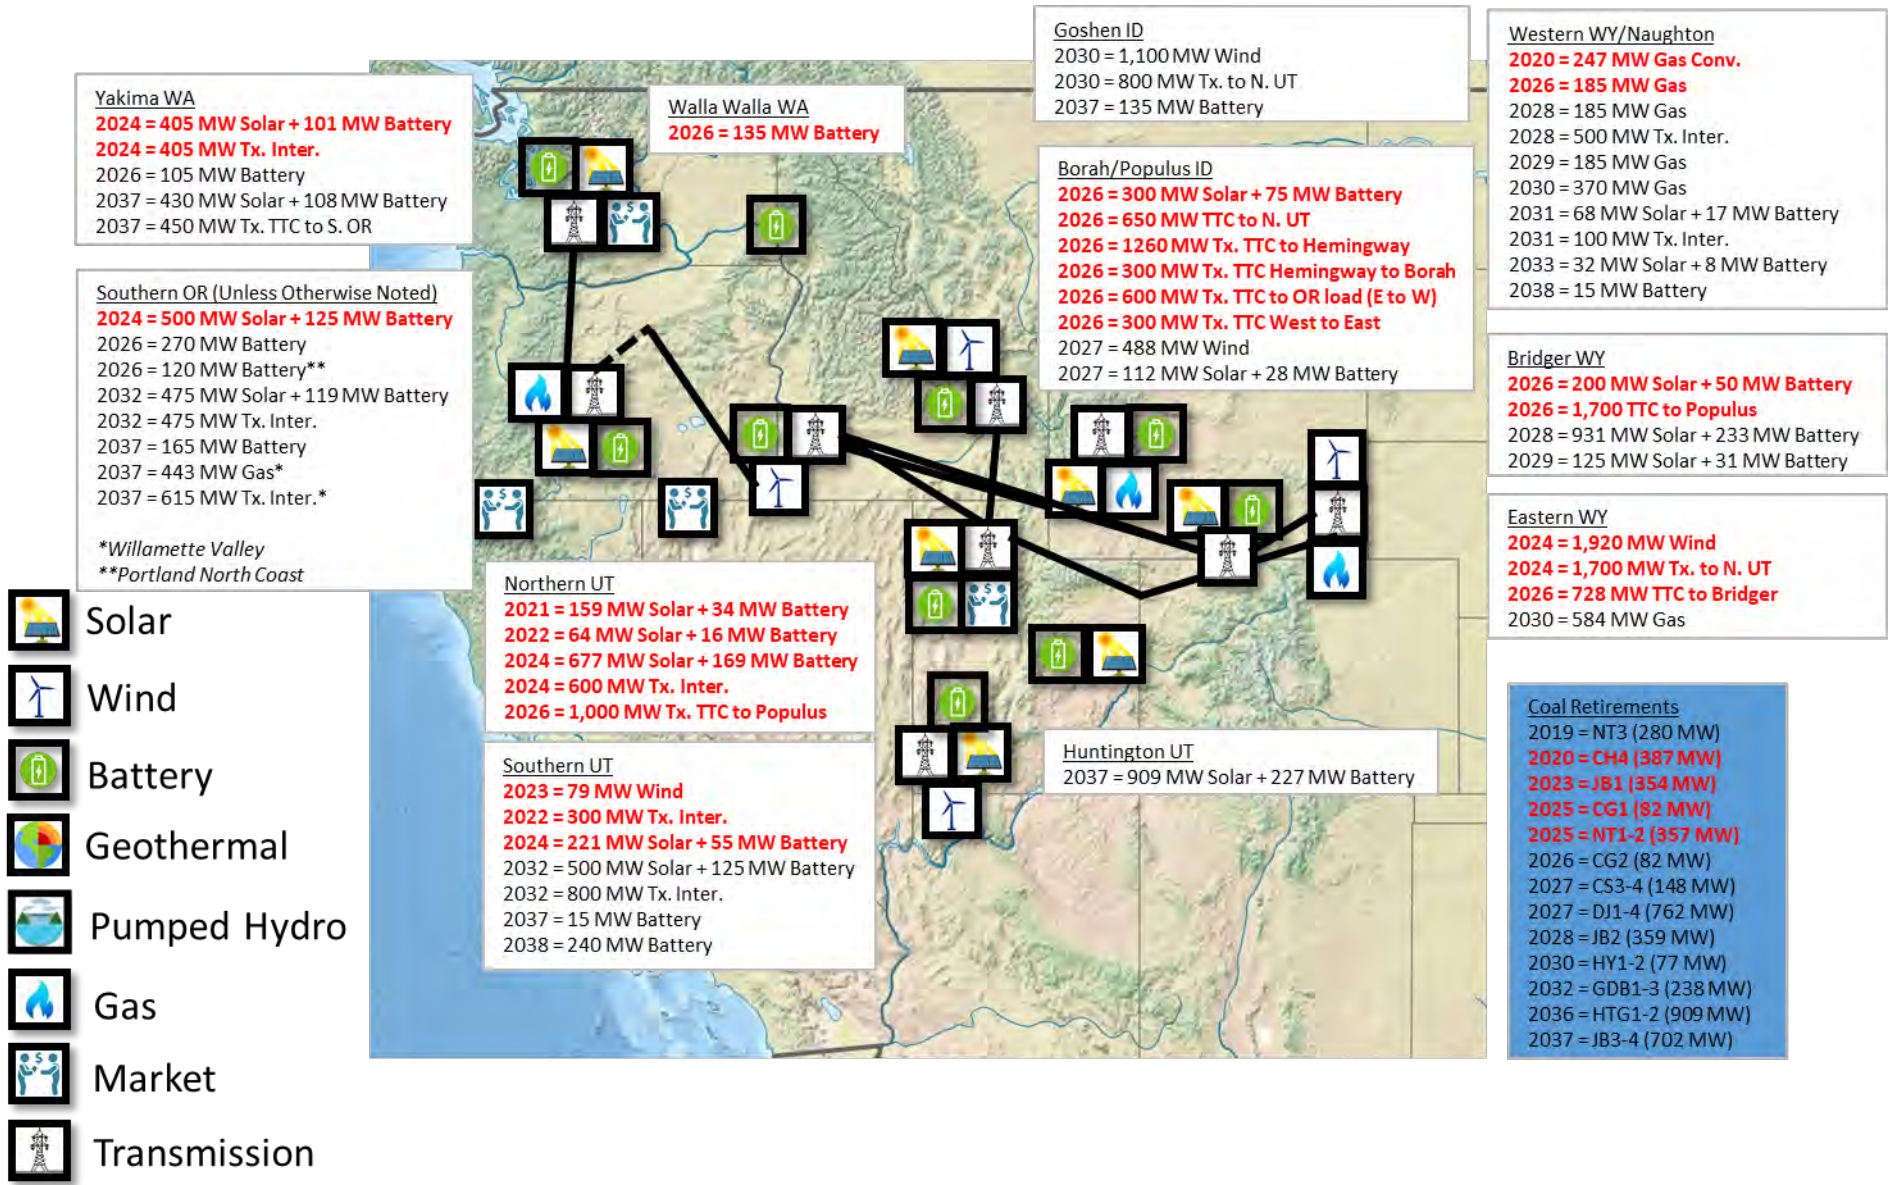 Yakima WA
2024 = 405 MW Solar + 101 MW Battery
2024 = 405 MW Tx. Inter.
2026 = 105 MW Battery
2037 = 430 MW Solar + 108 MW Battery
2037 = 450 MW Tx. TTC to S. OR
Walla Walla WA
2026 = 135 MW Battery
Goshen ID
2030 = 1,100 MW Wind
2030 = 800 MW Tx. to N. UT
2037 = 135 MW Battery
Western WY/Naughton
2020 = 247 MW Gas Conv.
2026 = 185 MW Gas
2028 = 185 MW Gas
2028 = 500 MW Tx. Inter.
2029 = 185 MW Gas
2030 = 370 MW Gas
2031 = 68 MW Solar + 17 MW Battery
2031 = 100 MW Tx. Inter.
2033 = 32 MW Solar + 8 MW Battery
2038 = 15 MW Battery
Borah/Populus ID
2026 = 300 MW Solar + 75 MW Battery
2026 = 650 MW TTC to N. UT
2026 = 1260 MW Tx. TTC to Hemingway
2026 = 300 MW Tx. TTC Hemingway to Borah
2026 = 600 MW Tx. TTC to OR load (E to W)
2026 = 300 MW Tx. TTC West to East
2027 = 488 MW Wind
2027 = 112 MW Solar + 28 MW Battery
Southern OR (Unless Otherwise Noted)
2024 = 500 MW Solar + 125 MW Battery
2026 = 270 MW Battery
2026 = 120 MW Battery**
2032 = 475 MW Solar + 119 MW Battery
2032 = 475 MW Tx. Inter.
2037 = 165 MW Battery
2037 = 443 MW Gas*
2037 = 615 MW Tx. Inter.*
*Willamette Valley
**Portland North Coast
Bridger WY
2026 = 200 MW Solar + 50 MW Battery
2026 = 1,700 TTC to Populus
2028 = 931 MW Solar + 233 MW Battery
2029 = 125 MW Solar + 31 MW Battery
Eastern WY
2024 = 1,920 MW Wind
2024 = 1,700 MW Tx. to N. UT
2026 = 728 MW TTC to Bridger
2030 = 584 MW Gas
Northern UT
2021 = 159 MW Solar + 34 MW Battery
2022 = 64 MW Solar + 16 MW Battery
2024 = 677 MW Solar + 169 MW Battery
2024 = 600 MW Tx. Inter.
2026 = 1,000 MW Tx. TTC to Populus
Southern UT
2023 = 79 MW Wind
2022 = 300 MW Tx. Inter.
2024 = 221 MW Solar + 55 MW Battery
2032 = 500 MW Solar + 125 MW Battery
2032 = 800 MW Tx. Inter.
2037 = 15 MW Battery
2038 = 240 MW Battery
Huntington UT
2037 = 909 MW Solar + 227 MW Battery
Coal Retirements
2019 = NT3 (280 MW)
2020 = CH4 (387 MW)
2023 = JB1 (354 MW)
2025 = CG1 (82 MW)
2025 = NT1-2 (357 MW)
2026 = CG2 (82 MW)
2027 = CS3-4 (148 MW)
2027 = DJ1-4 (762 MW)
2028 = JB2 (359 MW)
2030 = HY1-2 (77 MW)
2032 = GDB1-3 (238 MW)
2036 = HTG1-2 (909 MW)
2037 = JB3-4 (702 MW)
Solar
Wind
Battery
Geothermal
Pumped Hydro
Gas
Market
Transmission